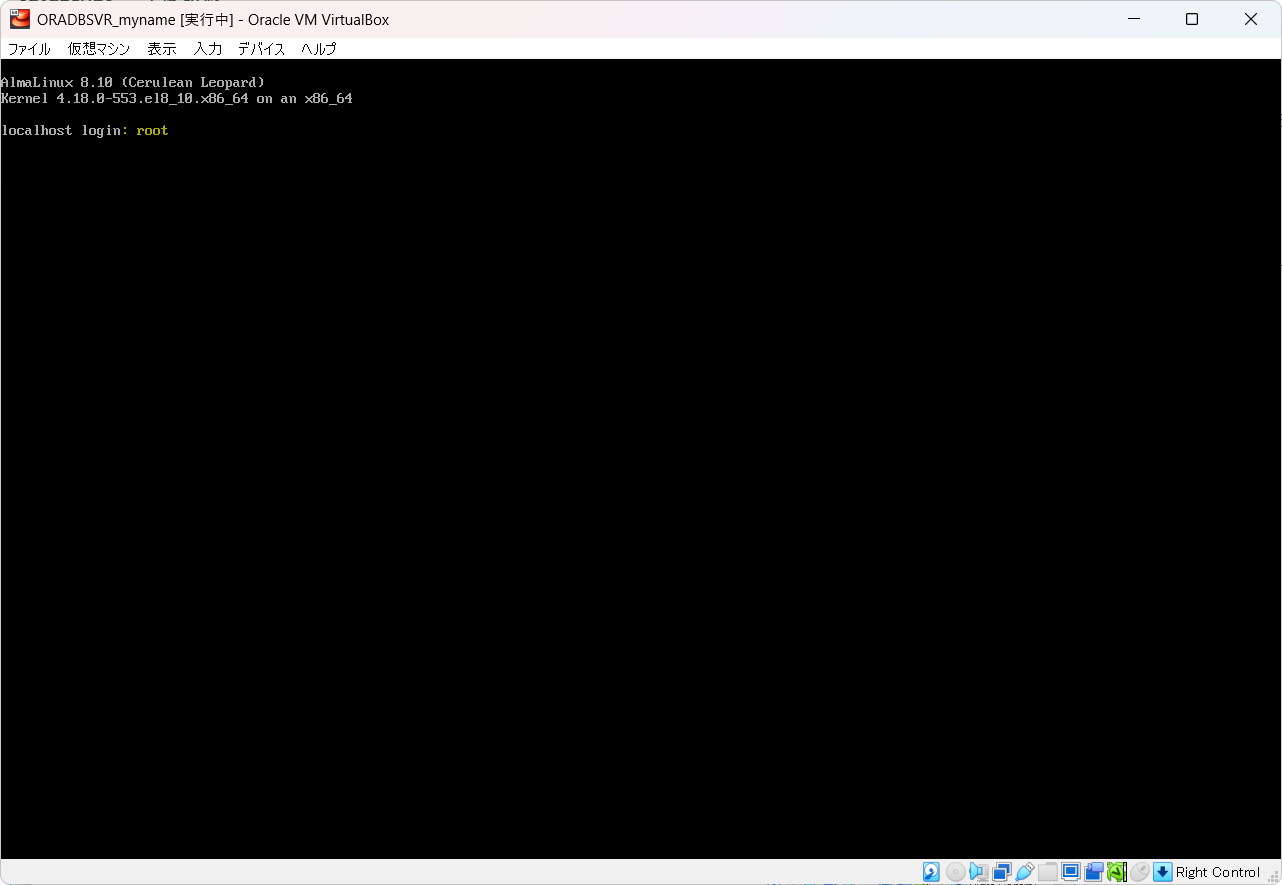 ORADBSVR_myname [実行中] - Oracle VM VirtualBox
ファイル 仮想マシン 表示 入力 デバイス ヘルプ
AlmaLinux 8.10 (Cerulean Leopard)
Kernel 4.18.0-553.el8_10.x86_64 on an x86_64
localhost login: root
Right Control